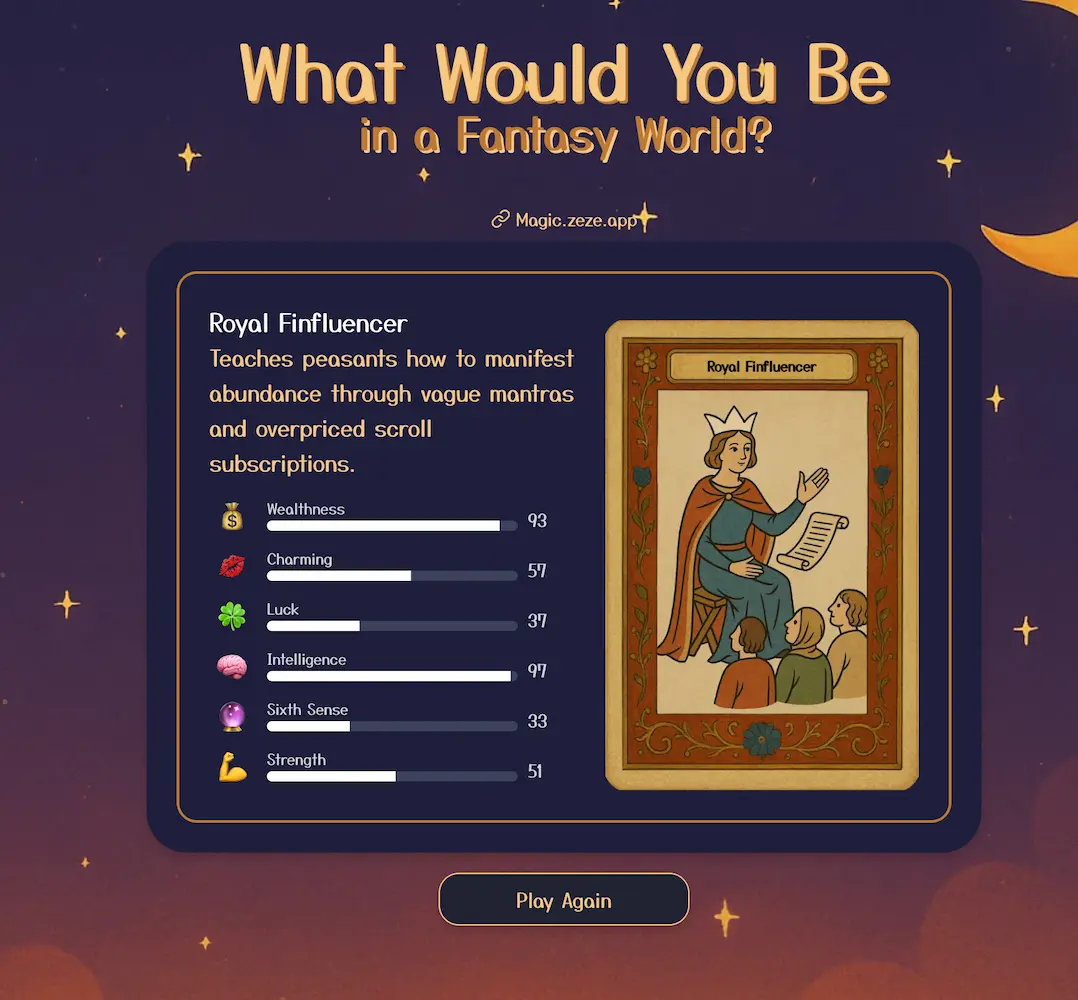 What Would You Be
in a Fantasy World?
Magic.zeze.app
Royal Finfluencer
Teaches peasants how to manifest
abundance through vague mantras
and overpriced scroll
subscriptions.
Wealthness
93
Charming
57
Luck
37
Intelligence
97
Sixth Sense
33
Strength
51
Royal Finfluencer
Play Again